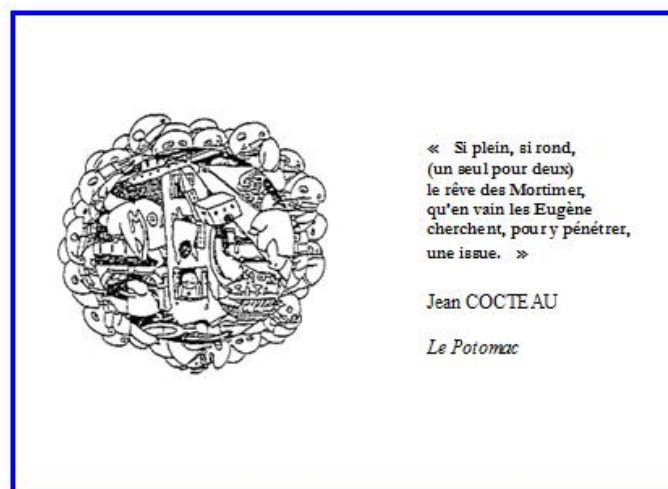 «  Si plein, si rond,
(un seul pour deux)
le rêve des Mortimer,
qu'en vain les Eugène
cherchent, pour y pénétrer,
une issue.  »
Jean COCTEAU
Le Potomac